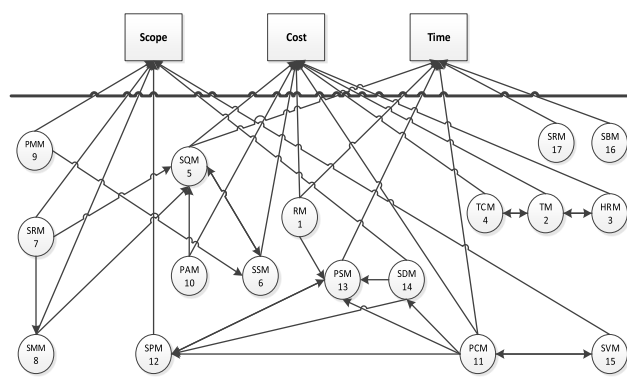 Scope
Cost
Time
PMM
9
SQM
5
SRM
17
SBM
16
SRM
7
RM
1
TCM
4
TM
2
HRM
3
PAM
10
SSM
6
PSM
13
SDM
14
SMM
8
SPM
12
PCM
11
SVM
15